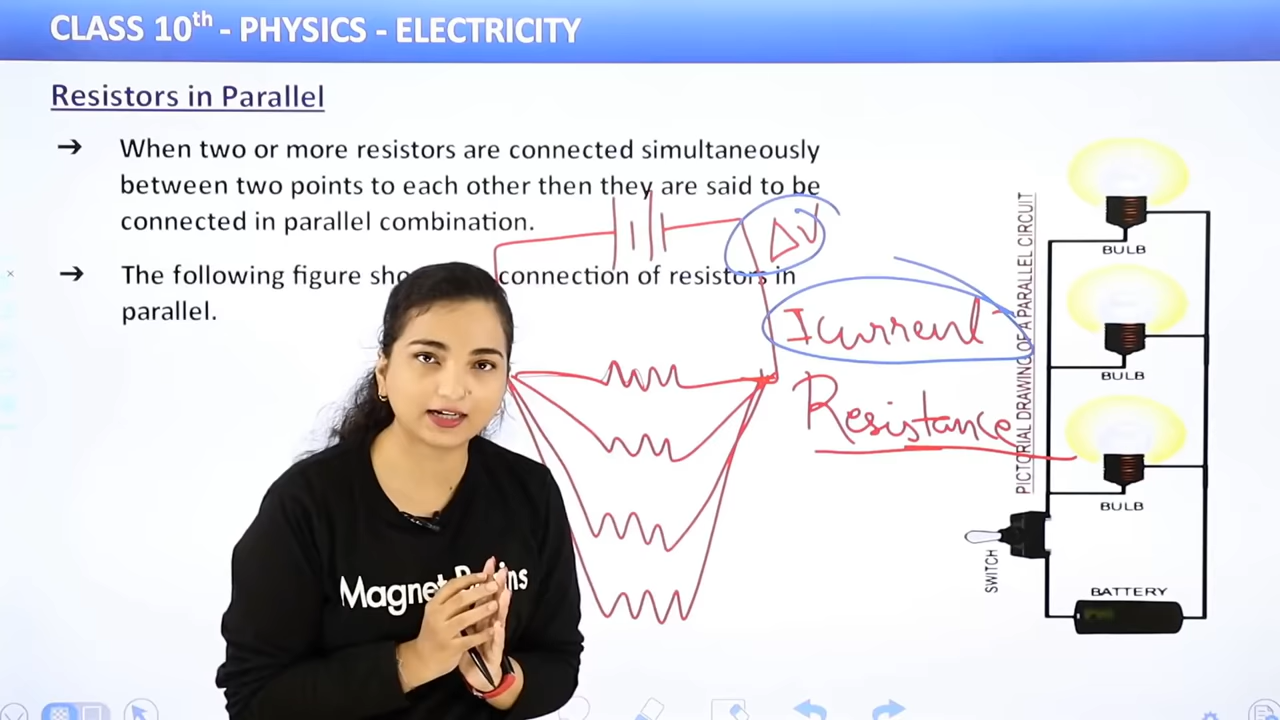 CLASS 10th - PHYSICS - ELECTRICITY
Resistors in Parallel
➔ When two or more resistors are connected simultaneously
between two points to each other then they are said to be
connected in parallel combination.
➔ The following figure sho connection of resistors in
parallel.
ΔV
I current
Resistance
PICTORIAL DRAWING OF A PARALLEL CIRCUIT
BULB
BULB
BULB
SWITCH
BATTERY
Magnet Brains